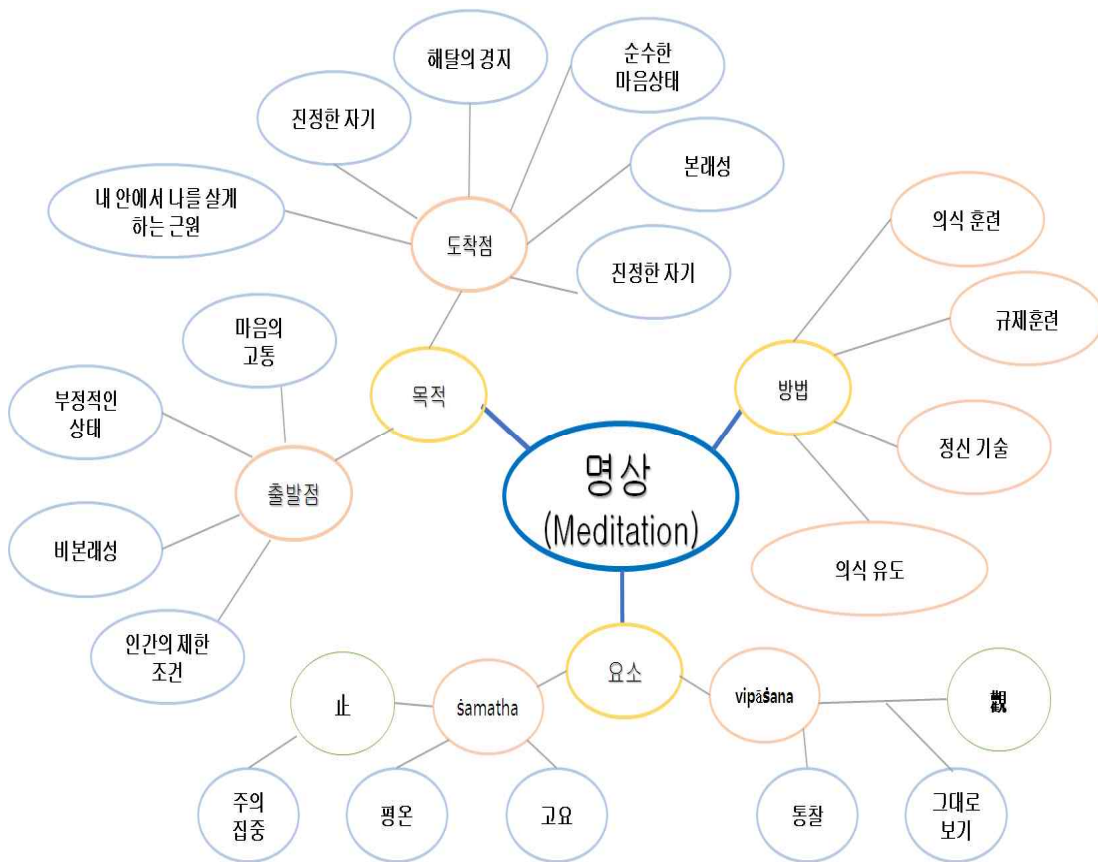 해탈의 경지
순수한
마음상태
진정한 자기
본래성
내 안에서 나를 살게
하는 근원
도착점
진정한 자기
의식 훈련
규제훈련
마음의
고통
목적
방법
부정적인
상태
정신 기술
출발점
명상
(Meditation)
비본래성
의식 유도
인간의 제한
조건
요소
止
śamatha
vipāśana
觀
주의
집중
평온
고요
통찰
그대로
보기